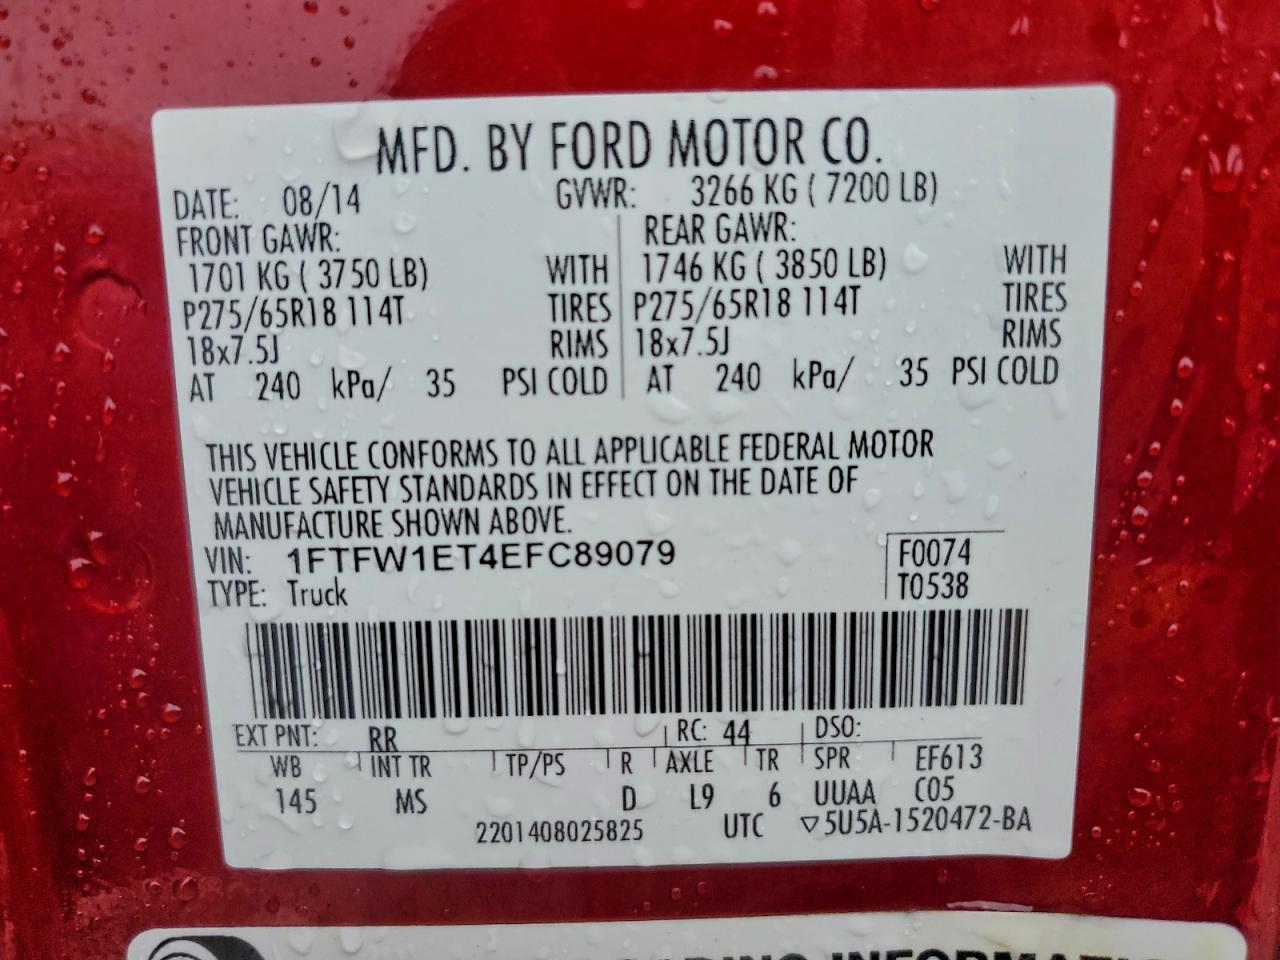 MFD. BY FORD MOTOR CO.
DATE: 08/14 GVWR: 3266 KG ( 7200 LB)
FRONT GAWR: REAR GAWR:
1701 KG ( 3750 LB) WITH 1746 KG ( 3850 LB) WITH
P275/65R18 114T TIRES P275/65R18 114T TIRES
18x7.5J RIMS 18x7.5J RIMS
AT 240 kPa/ 35 PSI COLD AT 240 kPa/ 35 PSI COLD
THIS VEHICLE CONFORMS TO ALL APPLICABLE FEDERAL MOTOR
VEHICLE SAFETY STANDARDS IN EFFECT ON THE DATE OF
MANUFACTURE SHOWN ABOVE.
VIN: 1FTFW1ET4EFC89079 F0074
TYPE: Truck T0538
EXT PNT: RR RC: 44 DSO:
WB INT TR TP/PS R AXLE TR SPR EF613
145 MS D L9 6 UUAA C05
2201408025825 UTC ▽5U5A-1520472-BA
INFORMATION